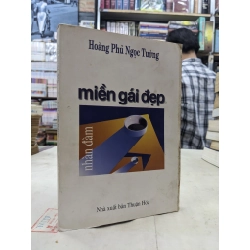 Hoàng Phủ Ngọc Tường
miền gái đẹp
nhàn đàm
Nhà xuất bản Thuận Hóa